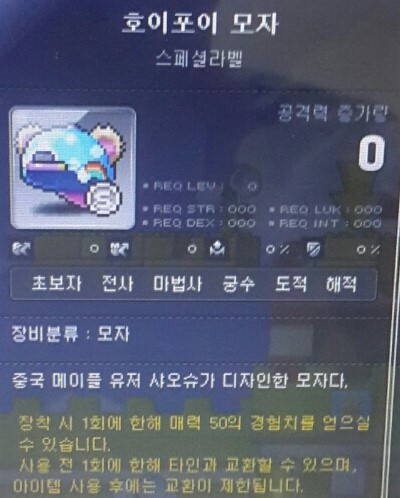 호이포이 모자
스페셜라벨
공격력 증가량
0
• REQ LEV : 0
• REQ STR : 000 • REQ LUK : 000
• REQ DEX : 000 • REQ INT : 000
0 0 0 % 0 %
초보자 전사 마법사 궁수 도적 해적
장비분류 : 모자
중국 메이플 유저 샤오슈가 디자인한 모자다.
장착 시 1회에 한해 매력 50의 경험치를 얻으실
수 있습니다.
사용 전 1회에 한해 타인과 교환할 수 있으며,
아이템 사용 후에는 교환이 제한됩니다.